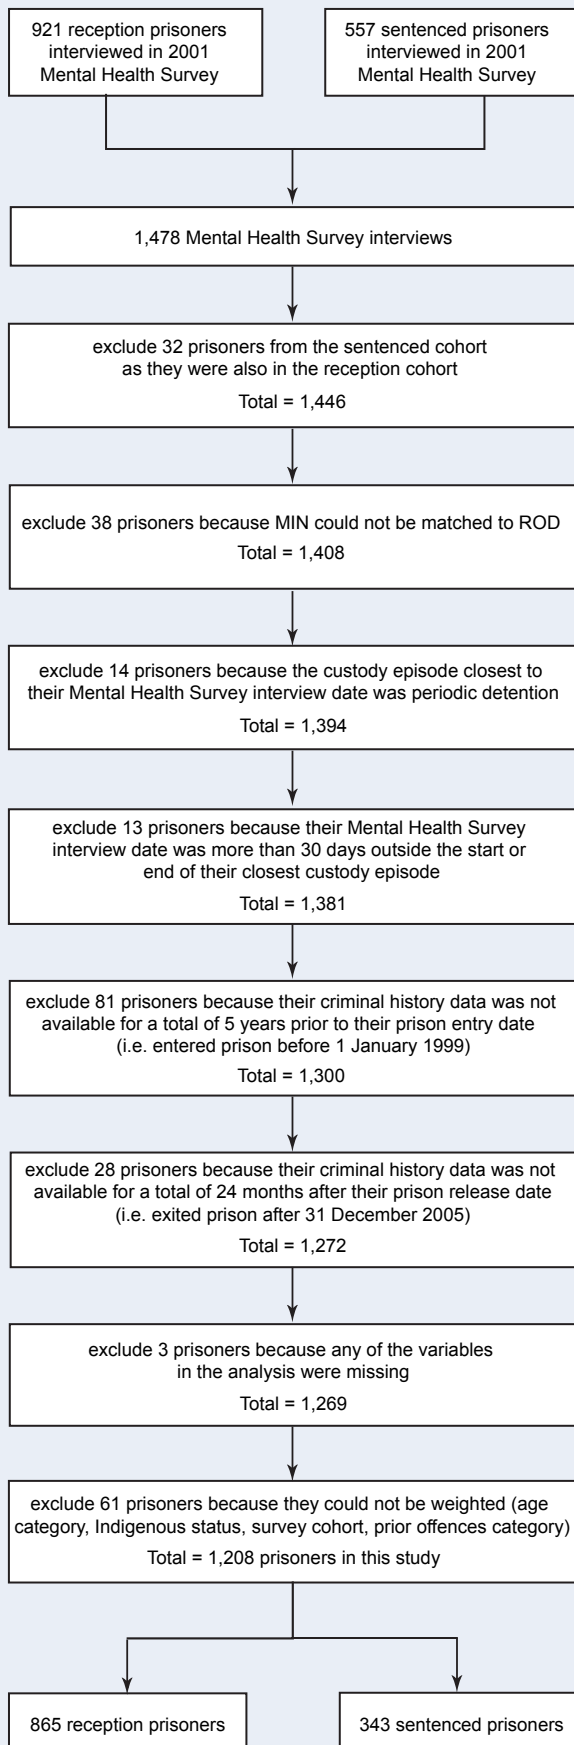 921 reception prisoners
interviewed in 2001
Mental Health Survey
557 sentenced prisoners
interviewed in 2001
Mental Health Survey
1,478 Mental Health Survey interviews
exclude 32 prisoners from the sentenced cohort
as they were also in the reception cohort
Total = 1,446
exclude 38 prisoners because MIN could not be matched to ROD
Total = 1,408
exclude 14 prisoners because the custody episode closest to
their Mental Health Survey interview date was periodic detention
Total = 1,394
exclude 13 prisoners because their Mental Health Survey
interview date was more than 30 days outside the start or
end of their closest custody episode
Total = 1,381
exclude 81 prisoners because their criminal history data was not
available for a total of 5 years prior to their prison entry date
(i.e. entered prison before 1 January 1999)
Total = 1,300
exclude 28 prisoners because their criminal history data was not
available for a total of 24 months after their prison release date
(i.e. exited prison after 31 December 2005)
Total = 1,272
exclude 3 prisoners because any of the variables
in the analysis were missing
Total = 1,269
exclude 61 prisoners because they could not be weighted (age
category, Indigenous status, survey cohort, prior offences category)
Total = 1,208 prisoners in this study
865 reception prisoners
343 sentenced prisoners